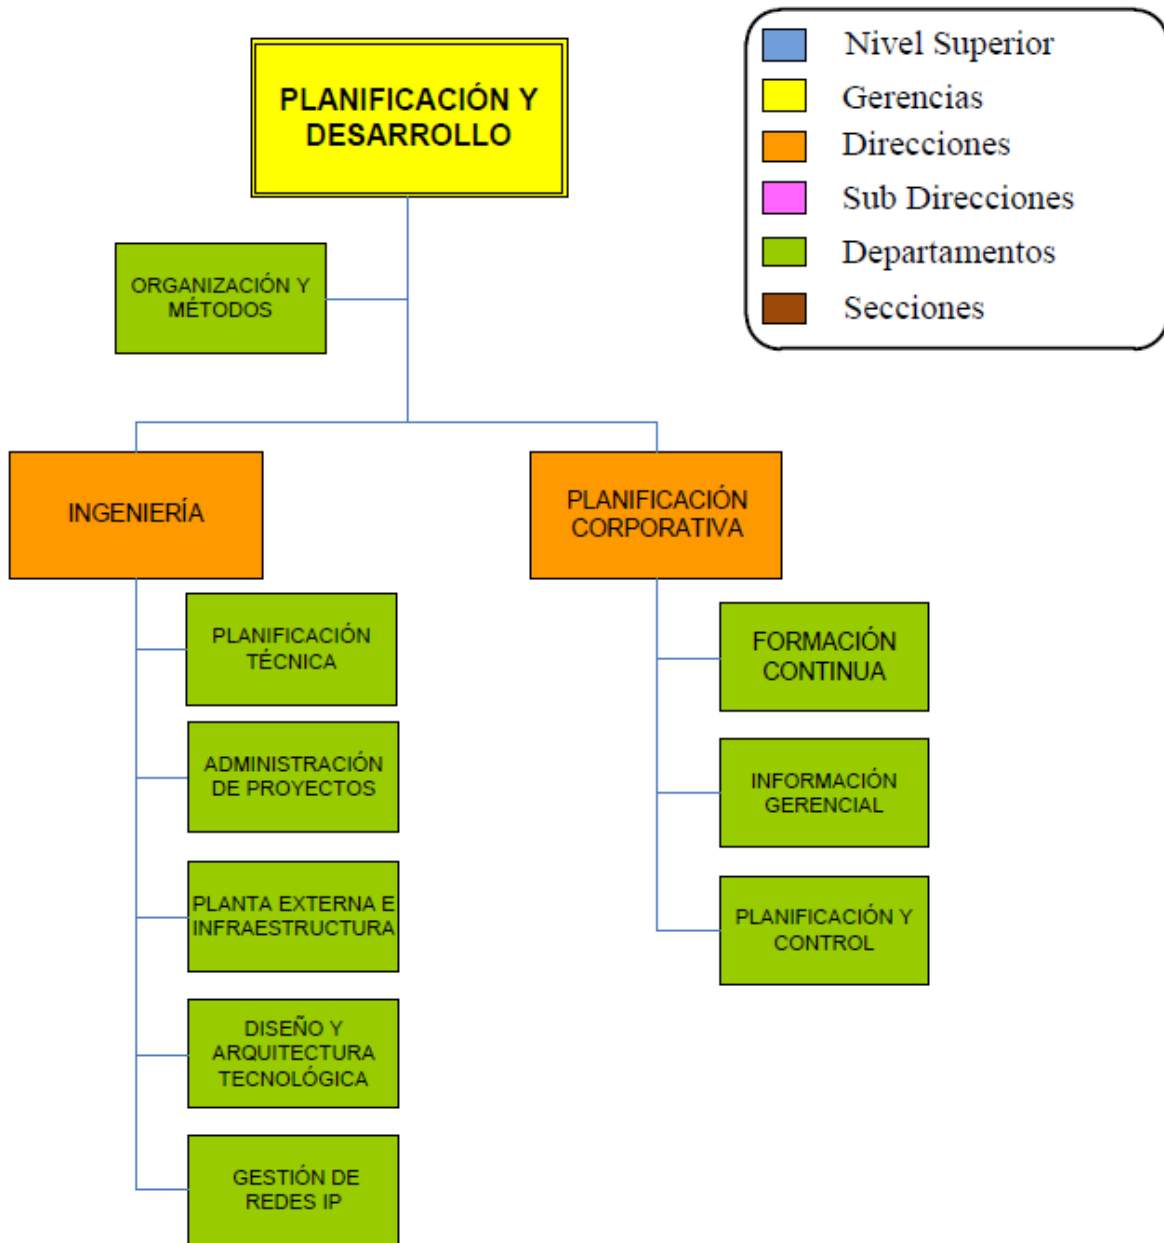 PLANIFICACIÓN Y
DESARROLLO
Nivel Superior
Gerencias
Direcciones
Sub Direcciones
Departamentos
Secciones
ORGANIZACIÓN Y
MÉTODOS
INGENIERÍA
PLANIFICACIÓN
TÉCNICA
ADMINISTRACIÓN
DE PROYECTOS
PLANTA EXTERNA E
INFRAESTRUCTURA
DISEÑO Y
ARQUITECTURA
TECNOLÓGICA
GESTIÓN DE
REDES IP
PLANIFICACIÓN
CORPORATIVA
FORMACIÓN
CONTINUA
INFORMACIÓN
GERENCIAL
PLANIFICACIÓN Y
CONTROL